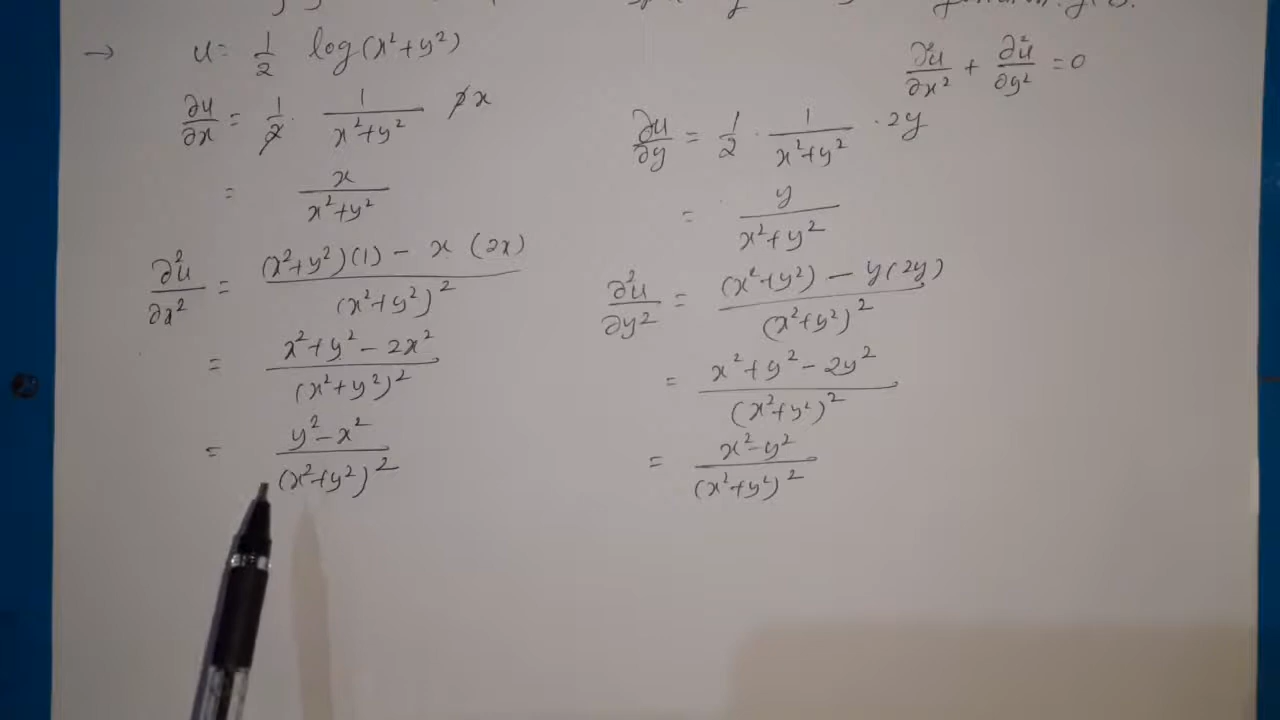 → u = 1/2 log(x²+y²)
∂²u/∂x² + ∂²u/∂y² = 0
∂u/∂x = 1/2 · 1/(x²+y²) 2x
= x/(x²+y²)
∂²u/∂x² = ((x²+y²)(1) − x (2x))/(x²+y²)²
= (x²+y²−2x²)/(x²+y²)²
= (y²−x²)/(x²+y²)²
∂u/∂y = 1/2 · 1/(x²+y²) · 2y
= y/(x²+y²)
∂²u/∂y² = ((x²+y²) − y(2y))/(x²+y²)²
= (x²+y²−2y²)/(x²+y²)²
= (x²−y²)/(x²+y²)²